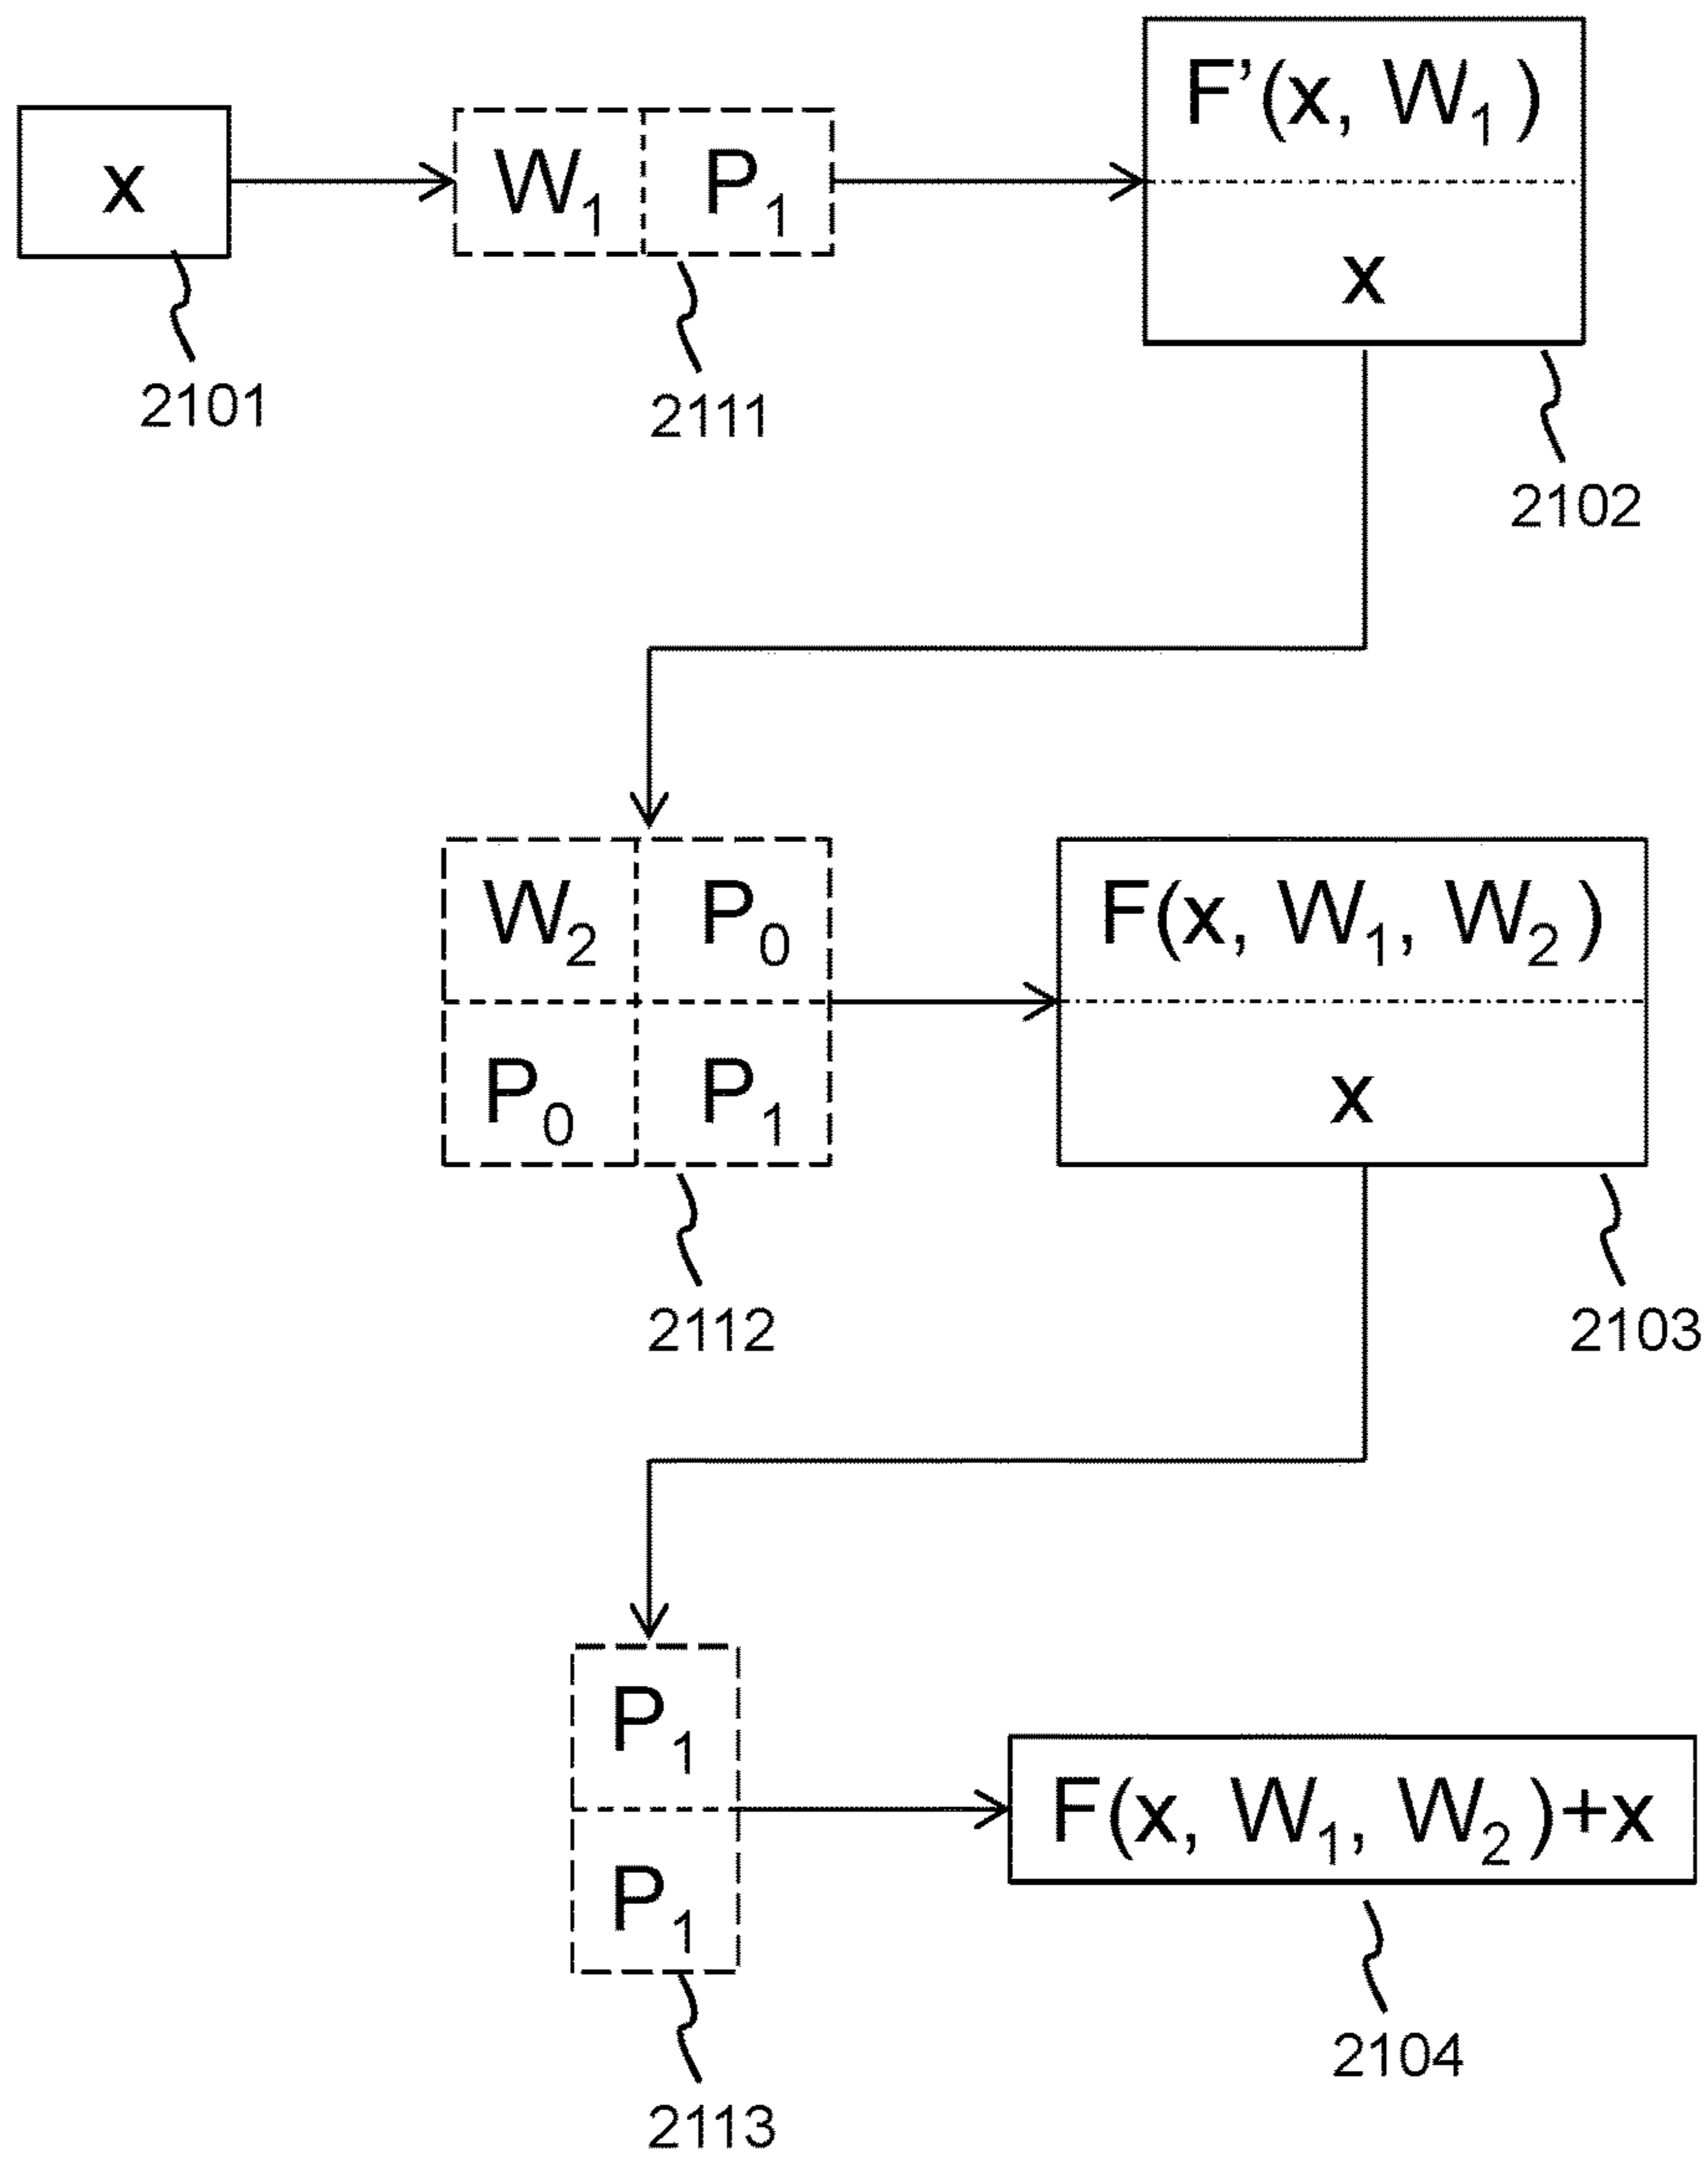 x
W₁ P₁
F’(x, W₁ )
x
2101
2111
2102
W₂ P₀
P₀ P₁
F(x, W₁, W₂ )
x
2112
2103
P₁
P₁
F(x, W₁, W₂ )+x
2104
2113